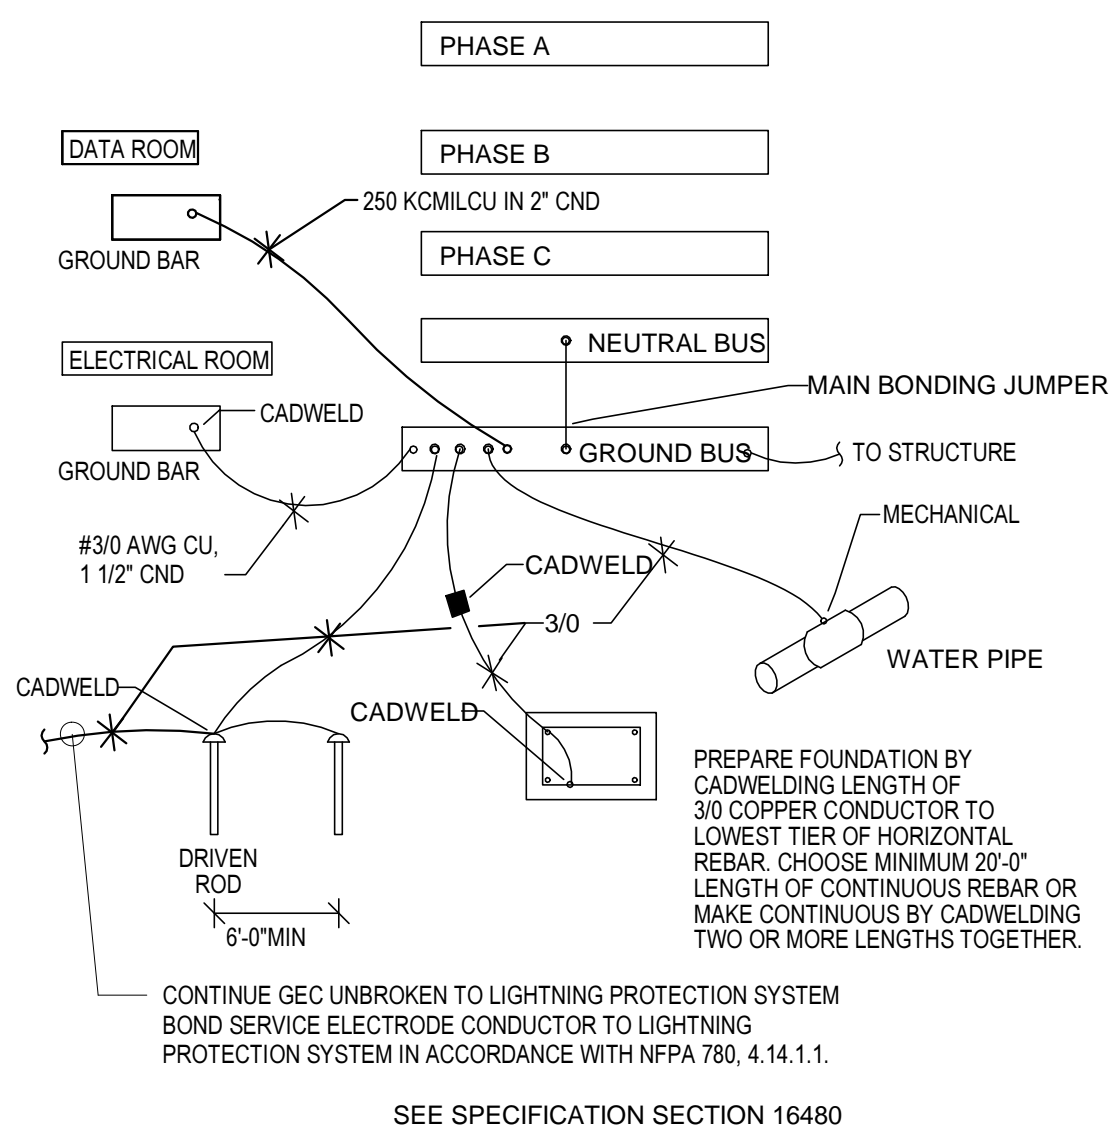 PHASE A
DATA ROOM
PHASE B
250 KCMILCU IN 2" CND
GROUND BAR
PHASE C
NEUTRAL BUS
ELECTRICAL ROOM
MAIN BONDING JUMPER
CADWELD
GROUND BAR
GROUND BUS
TO STRUCTURE
#3/0 AWG CU,
1 1/2" CND
MECHANICAL
CADWELD
3/0
WATER PIPE
CADWELD
CADWELD
PREPARE FOUNDATION BY
CADWELDING LENGTH OF
3/0 COPPER CONDUCTOR TO
LOWEST TIER OF HORIZONTAL
REBAR. CHOOSE MINIMUM 20'-0"
LENGTH OF CONTINUOUS REBAR OR
MAKE CONTINUOUS BY CADWELDING
TWO OR MORE LENGTHS TOGETHER.
DRIVEN
ROD
6'-0"MIN
CONTINUE GEC UNBROKEN TO LIGHTNING PROTECTION SYSTEM
BOND SERVICE ELECTRODE CONDUCTOR TO LIGHTNING
PROTECTION SYSTEM IN ACCORDANCE WITH NFPA 780, 4.14.1.1.
SEE SPECIFICATION SECTION 16480